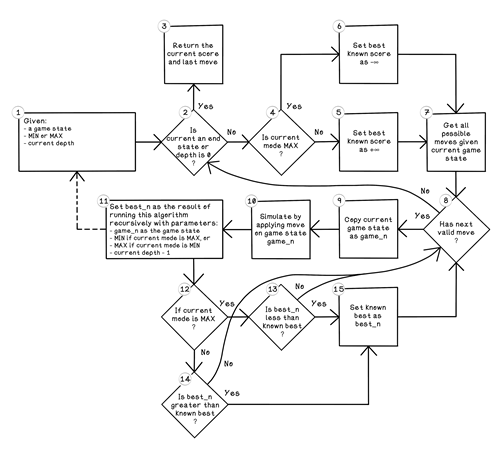 1
Given:
- a game state
- MIN or MAX
- current depth
2
Is
current an end
state or
depth is 0
?
Yes
No
3
Return the
current score
and last move
4
Is current
mode MAX
?
Yes
No
5
Set best
known score
as +∞
6
Set best
known score
as -∞
7
Get all
possible
moves given
current game
state
8
Has next
valid move
?
No
Yes
9
Copy current
game state
as game_n
10
Simulate by
applying move
on game state
game_n
11
Set best_n as the result of
running this algorithm
recursively with parameters:
- game_n as the game state
- MIN if current mode is MAX, or
- MAX if current mode is MIN
- current depth - 1
12
If current
mode is MAX
?
Yes
No
13
Is best_n
less than
known best
?
No
Yes
14
Is best_n
greater than
known best
?
No
Yes
15
Set known
best as
best_n